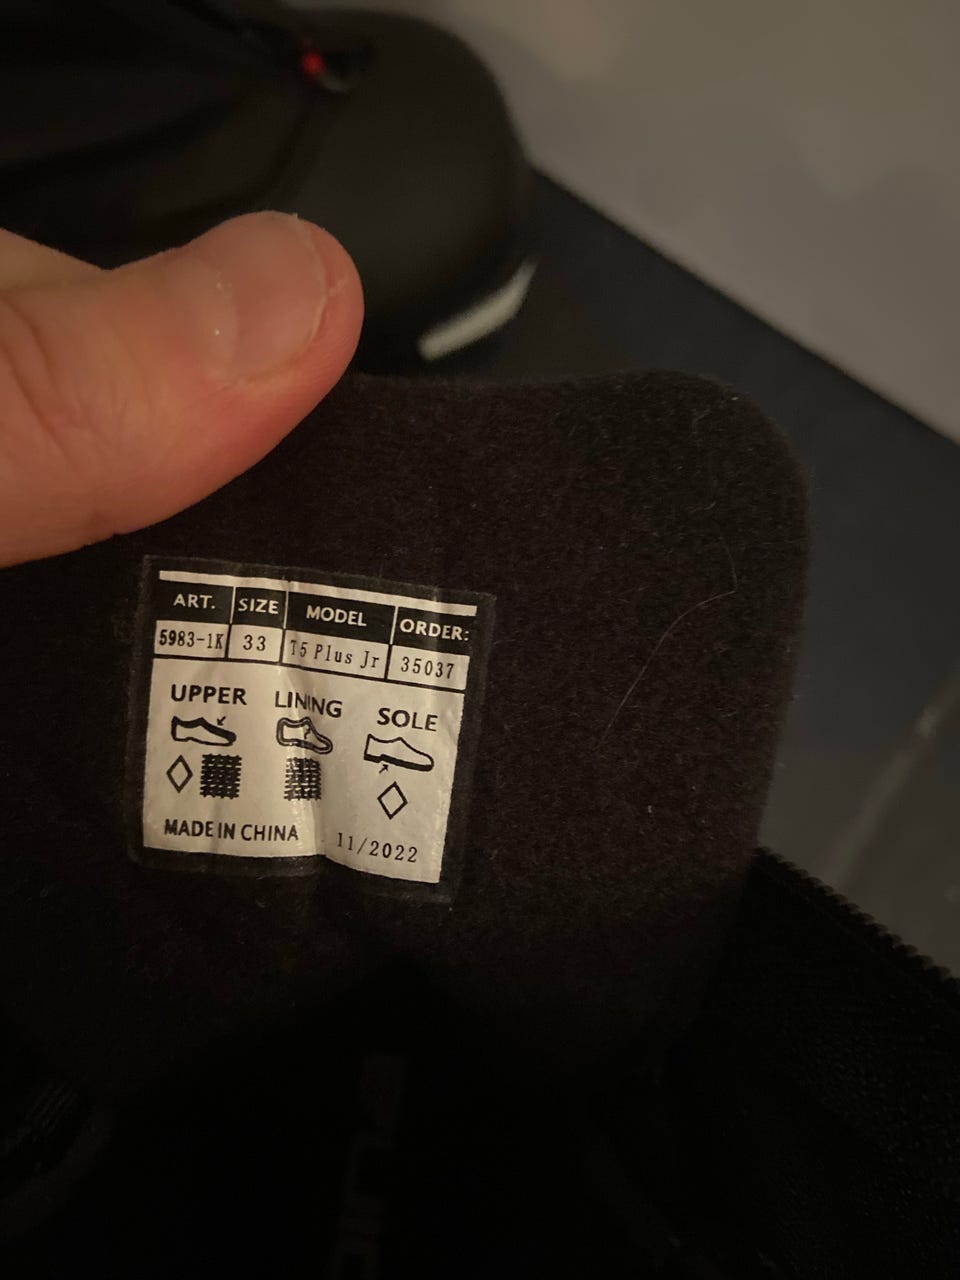 ART. SIZE MODEL ORDER:
5983-1K 33 T5 Plus Jr 35037
UPPER LINING SOLE
MADE IN CHINA 11/2022